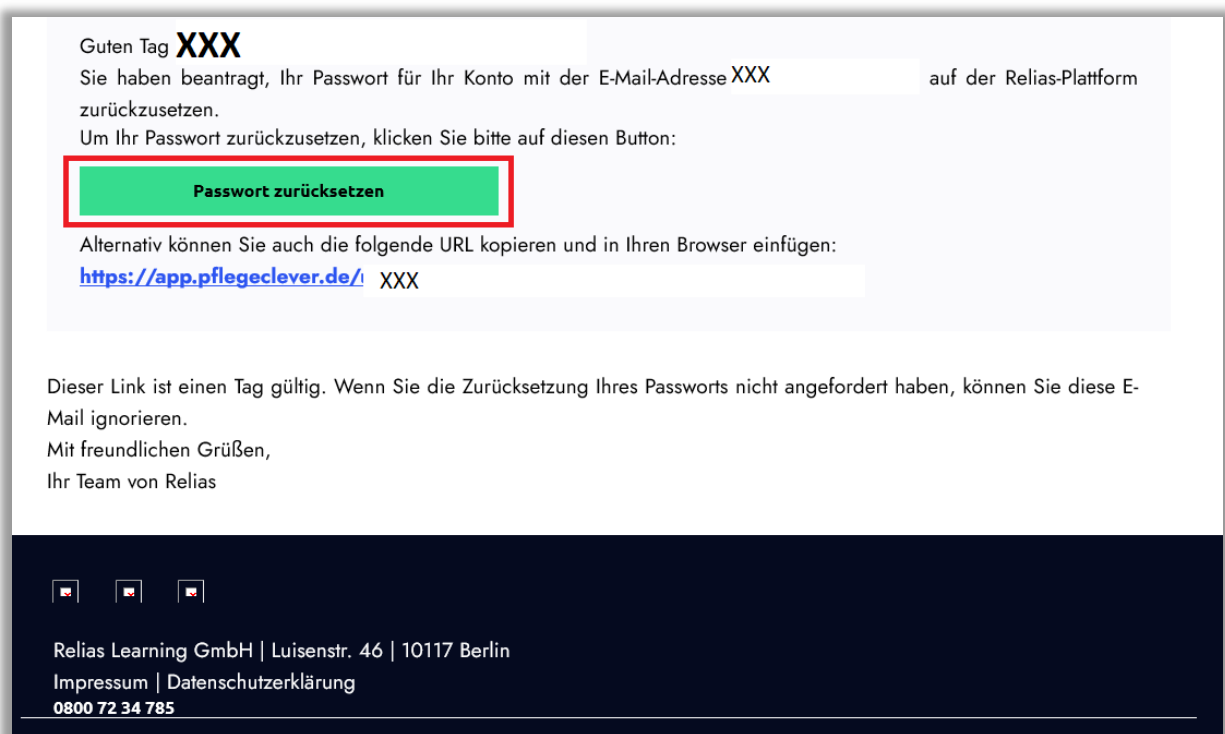 Guten Tag XXX
Sie haben beantragt, Ihr Passwort für Ihr Konto mit der E-Mail-Adresse XXX auf der Relias-Plattform
zurückzusetzen.
Um Ihr Passwort zurückzusetzen, klicken Sie bitte auf diesen Button:
Passwort zurücksetzen
Alternativ können Sie auch die folgende URL kopieren und in Ihren Browser einfügen:
https://app.pflegeclever.de/ XXX
Dieser Link ist einen Tag gültig. Wenn Sie die Zurücksetzung Ihres Passworts nicht angefordert haben, können Sie diese E-
Mail ignorieren.
Mit freundlichen Grüßen,
Ihr Team von Relias
Relias Learning GmbH | Luisenstr. 46 | 10117 Berlin
Impressum | Datenschutzerklärung
0800 72 34 785